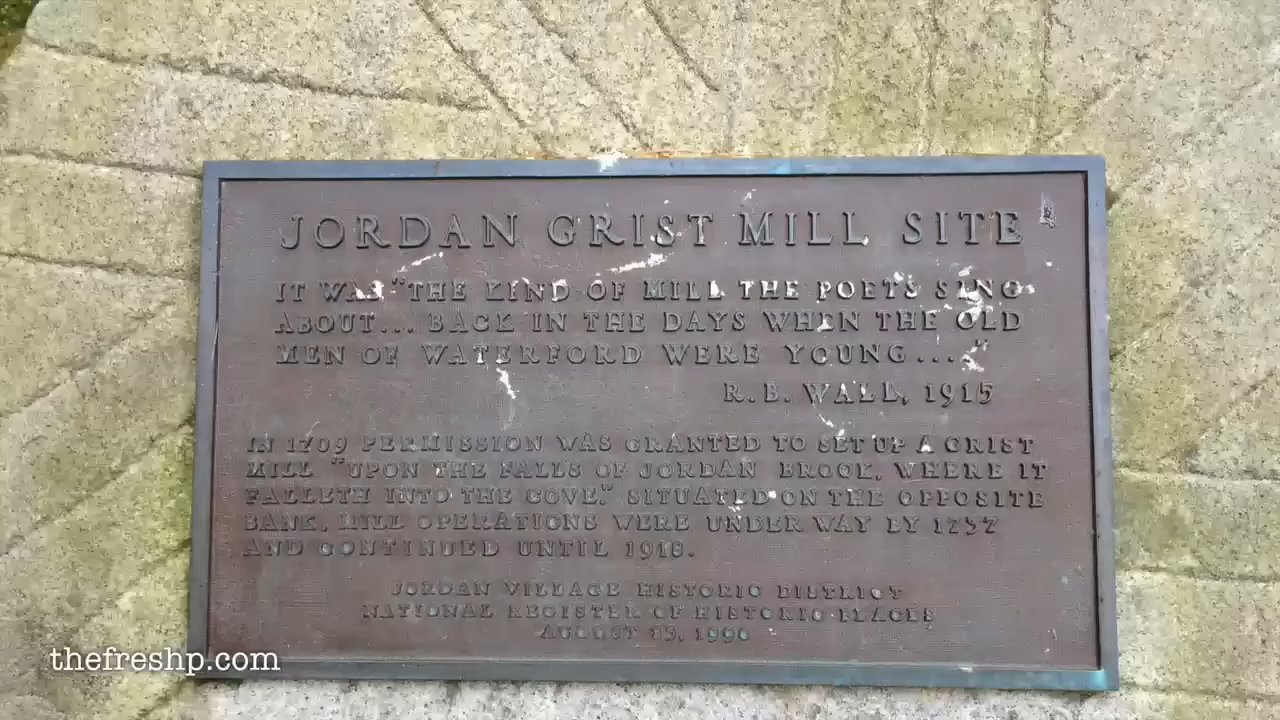 JORDAN GRIST MILL SITE
IT WAS "THE KIND OF MILL THE POETS SING
ABOUT... BACK IN THE DAYS WHEN THE OLD
MEN OF WATERFORD WERE YOUNG...."
R. B. WALL, 1915
IN 1709 PERMISSION WAS GRANTED TO SET UP A GRIST
MILL "UPON THE FALLS OF JORDAN BROOK, WHERE IT
FALLETH INTO THE COVE." SITUATED ON THE OPPOSITE
BANK, MILL OPERATIONS WERE UNDER WAY BY
AND CONTINUED UNTIL 1918.
JORDAN VILLAGE HISTORIC DISTRICT
NATIONAL REGISTER OF HISTORIC PLACES
AUGUST 1990
thefreshp.com